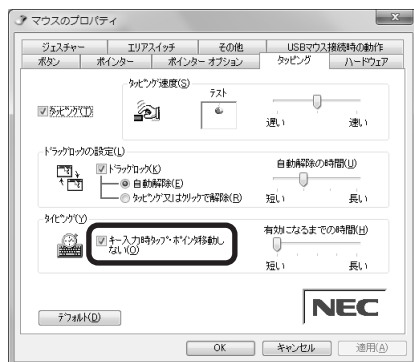 マウスのプロパティ
ジェスチャー エリアスイッチ その他 USBマウス接続時の動作
ボタン ポインター ポインター オプション タッピング ハードウェア
タッピング速度(S)
テスト
タッピング(T)
遅い 速い
ドラッグロックの設定(L)
ドラッグロック(K)
自動解除の時間(U)
自動解除(E)
タッピング又はクリックで解除(R)
短い 長い
タイピング(Y)
キー入力時タップ・ポインタ移動し
ない(O)
有効になるまでの時間(H)
短い 長い
NEC
デフォルト(D)
OK キャンセル 適用(A)